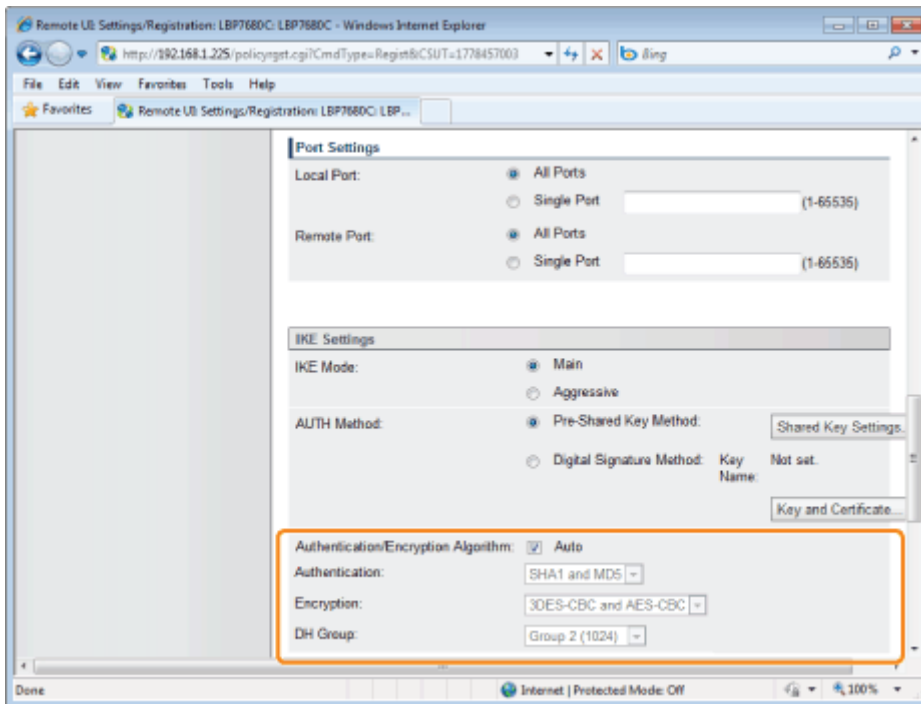 Remote UI: Settings/Registration: LBP7680C: LBP7680C - Windows Internet Explorer
http://192.168.1.225/policyrget.cgi?CmdType=Regist&CSUT=1778457003
Bing
File Edit View Favorites Tools Help
Favorites
Remote UI: Settings/Registration: LBP7680C: LBP...
Port Settings
Local Port: All Ports
Single Port (1-65535)
Remote Port: All Ports
Single Port (1-65535)
IKE Settings
IKE Mode: Main
Aggressive
AUTH Method: Pre-Shared Key Method: Shared Key Settings...
Digital Signature Method: Key Name: Not set.
Key and Certificate...
Authentication/Encryption Algorithm: Auto
Authentication: SHA1 and MD5
Encryption: 3DES-CBC and AES-CBC
DH Group: Group 2 (1024)
Done Internet | Protected Mode: Off 100%